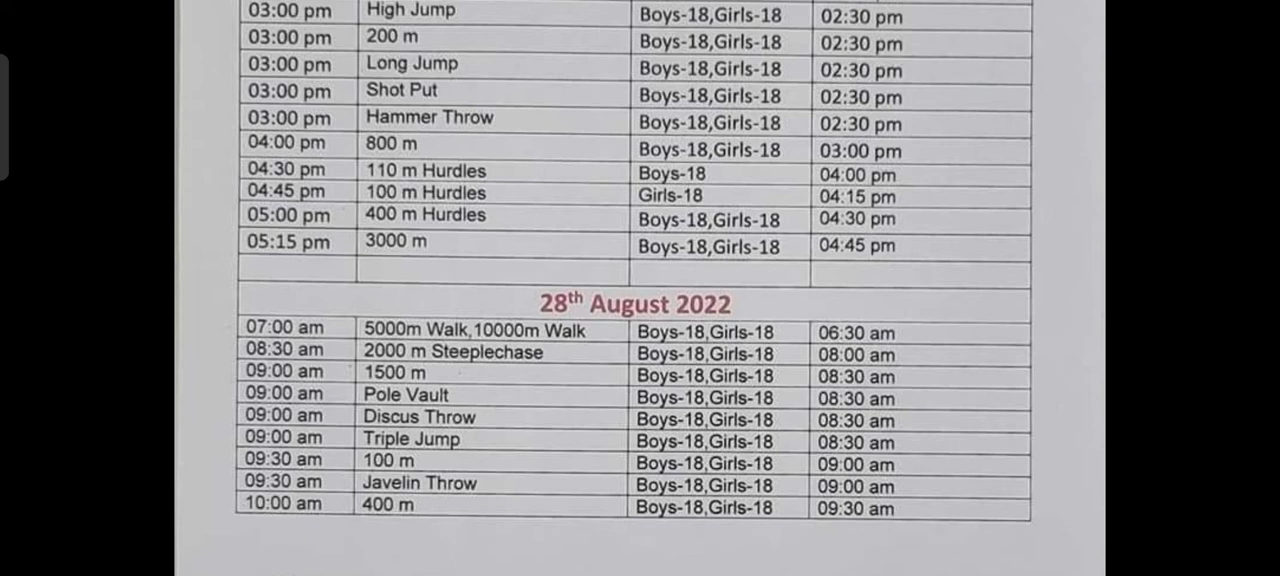 03:00 pm High Jump Boys-18,Girls-18 02:30 pm
03:00 pm 200 m Boys-18,Girls-18 02:30 pm
03:00 pm Long Jump Boys-18,Girls-18 02:30 pm
03:00 pm Shot Put Boys-18,Girls-18 02:30 pm
03:00 pm Hammer Throw Boys-18,Girls-18 02:30 pm
04:00 pm 800 m Boys-18,Girls-18 03:00 pm
04:30 pm 110 m Hurdles Boys-18 04:00 pm
04:45 pm 100 m Hurdles Girls-18 04:15 pm
05:00 pm 400 m Hurdles Boys-18,Girls-18 04:30 pm
05:15 pm 3000 m Boys-18,Girls-18 04:45 pm
28th August 2022
07:00 am 5000m Walk,10000m Walk Boys-18,Girls-18 06:30 am
08:30 am 2000 m Steeplechase Boys-18,Girls-18 08:00 am
09:00 am 1500 m Boys-18,Girls-18 08:30 am
09:00 am Pole Vault Boys-18,Girls-18 08:30 am
09:00 am Discus Throw Boys-18,Girls-18 08:30 am
09:00 am Triple Jump Boys-18,Girls-18 08:30 am
09:30 am 100 m Boys-18,Girls-18 09:00 am
09:30 am Javelin Throw Boys-18,Girls-18 09:00 am
10:00 am 400 m Boys-18,Girls-18 09:30 am